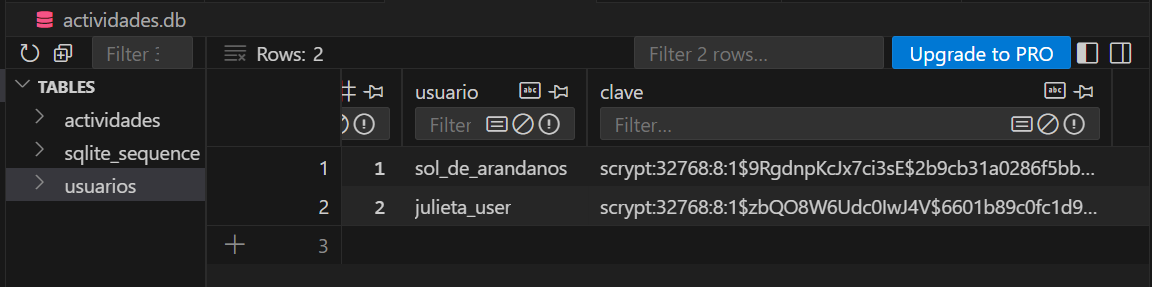 actividades.db
Filter
Rows: 2
Filter 2 rows...
Upgrade to PRO
TABLES
actividades
sqlite_sequence
usuarios
usuario
clave
Filter
Filter...
1 1 sol_de_arandanos scrypt:32768:8:1$9RgdnpKcJx7ci3sE$2b9cb31a0286f5bb...
2 2 julieta_user scrypt:32768:8:1$zbQO8W6Udc0IwJ4V$6601b89c0fc1d9...
3